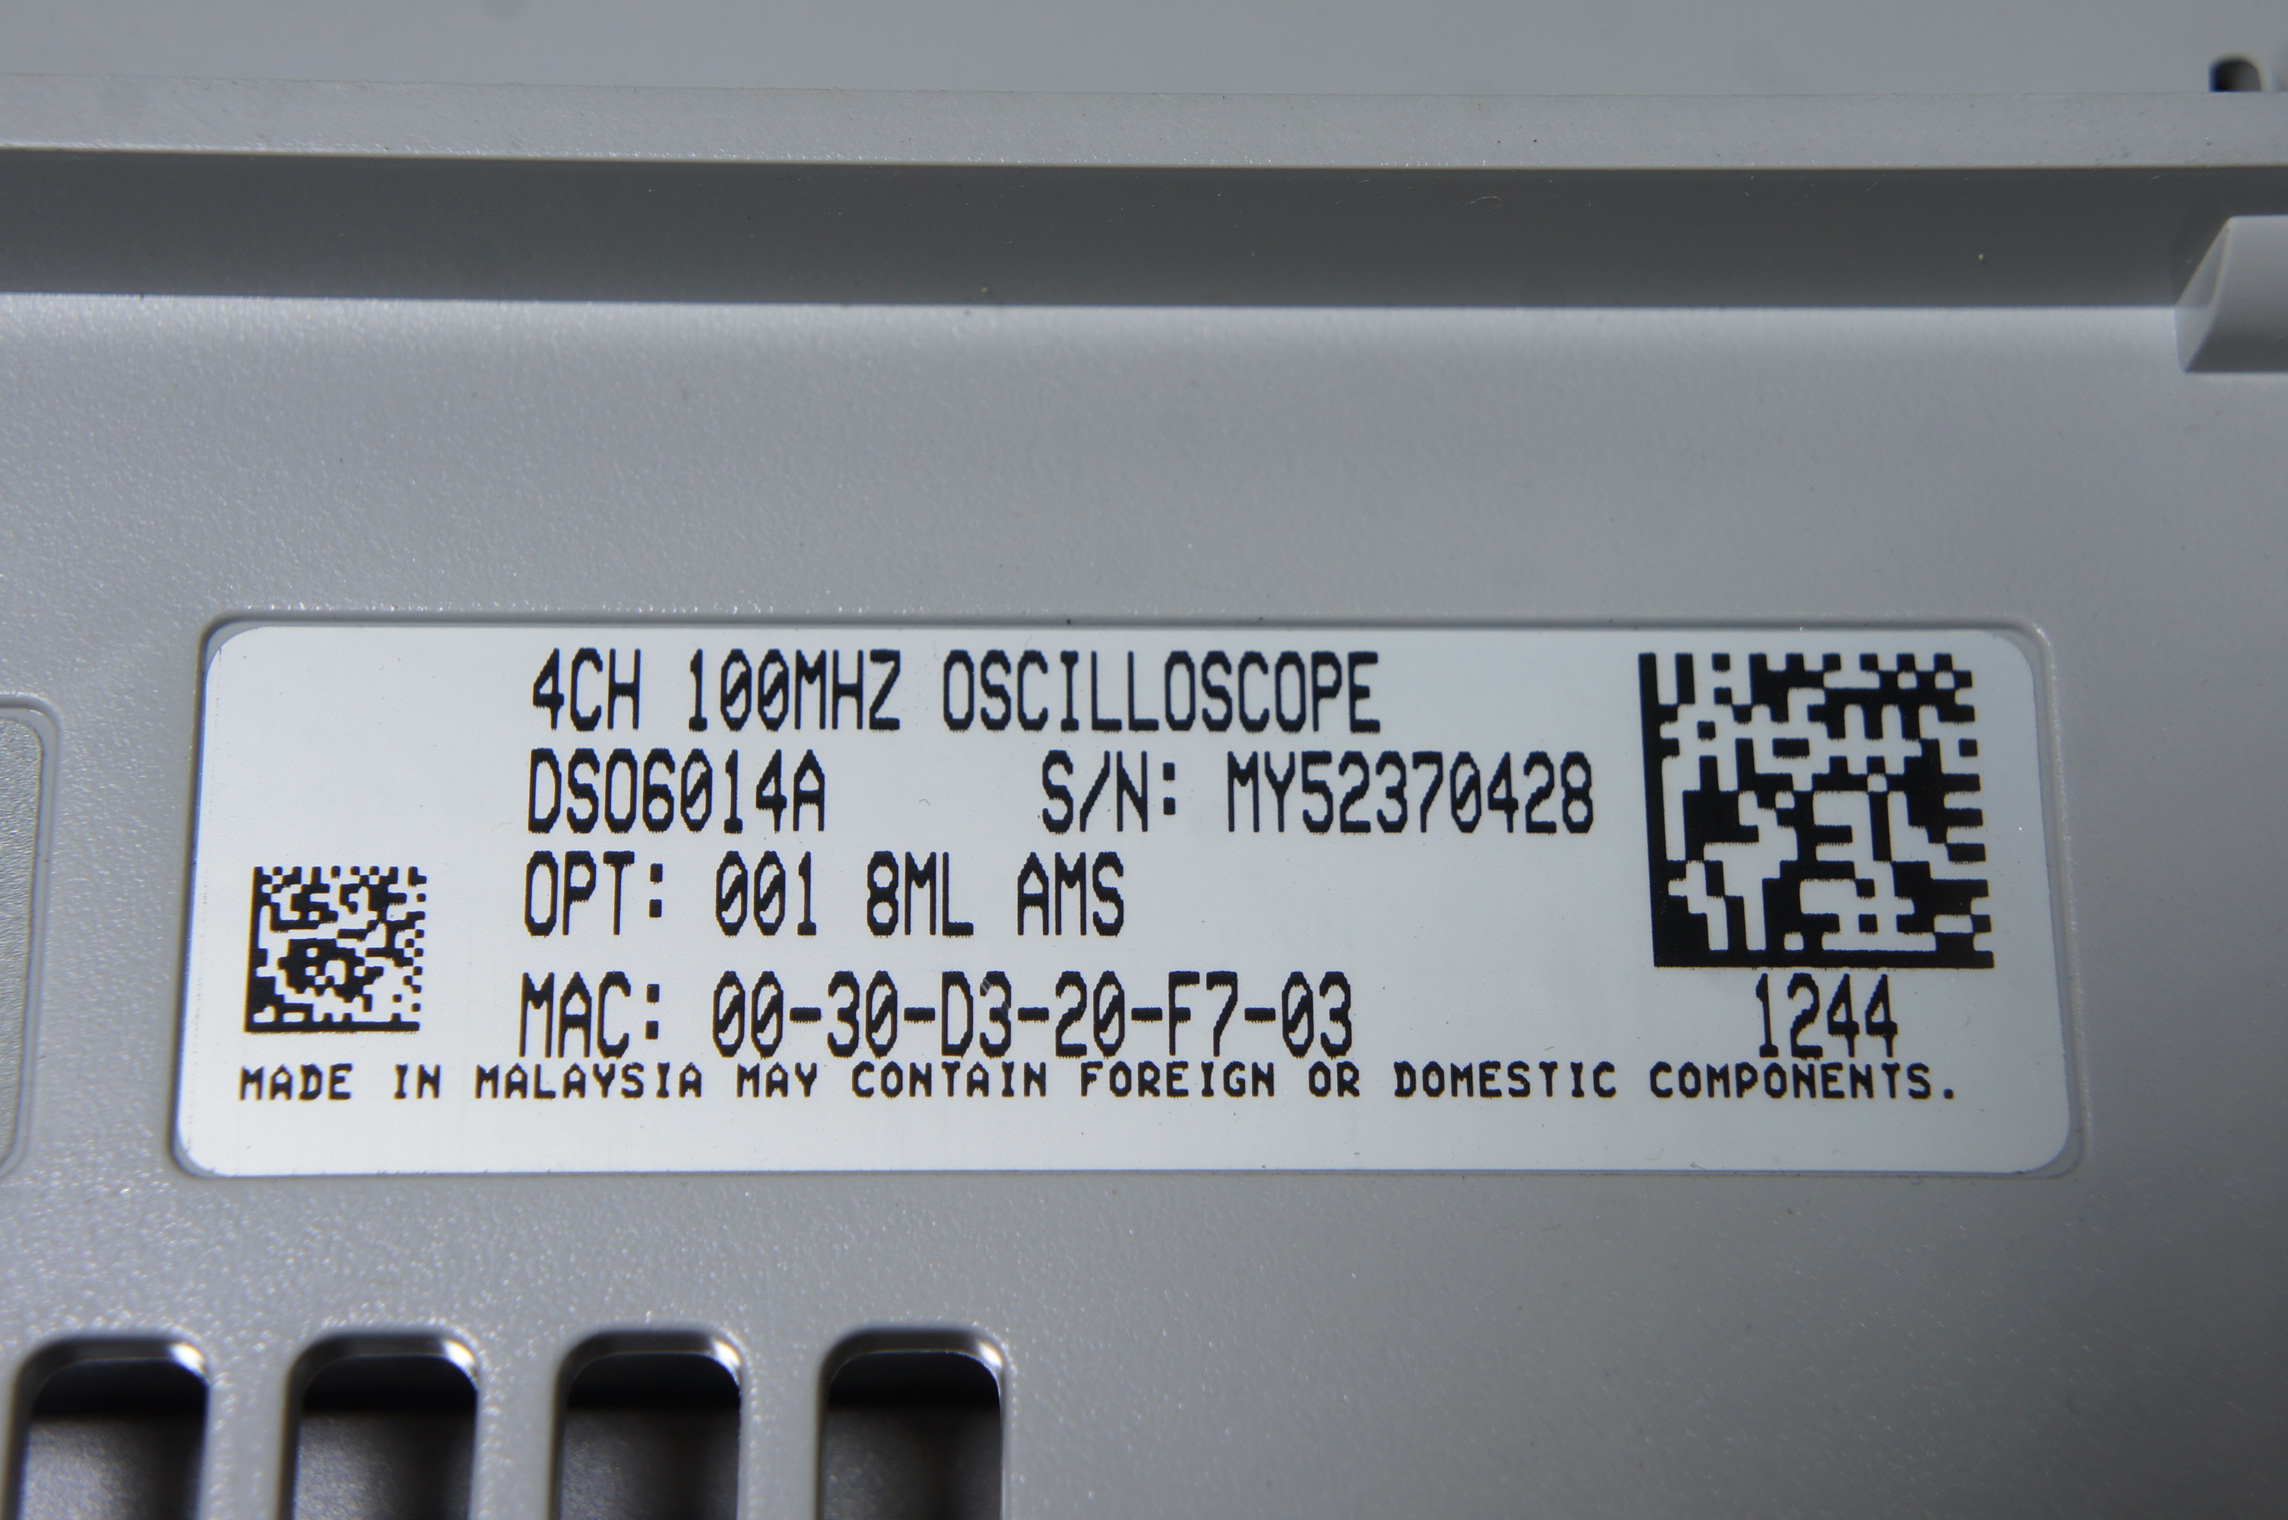 4CH 100MHZ OSCILLOSCOPE
DSO6014A S/N: MY52370428
OPT: 001 8ML AMS
MAC: 00-30-D3-20-F7-03
1244
MADE IN MALAYSIA MAY CONTAIN FOREIGN OR DOMESTIC COMPONENTS.